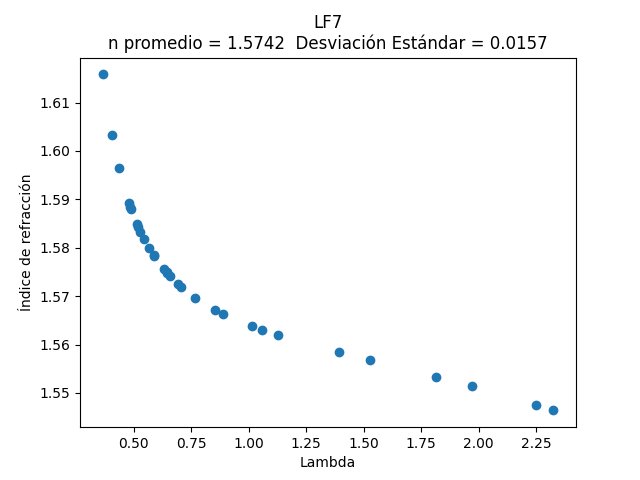 LF7
n promedio = 1.5742  Desviación Estándar = 0.0157
Índice de refracción
1.61
1.60
1.59
1.58
1.57
1.56
1.55
0.50 0.75 1.00 1.25 1.50 1.75 2.00 2.25
Lambda